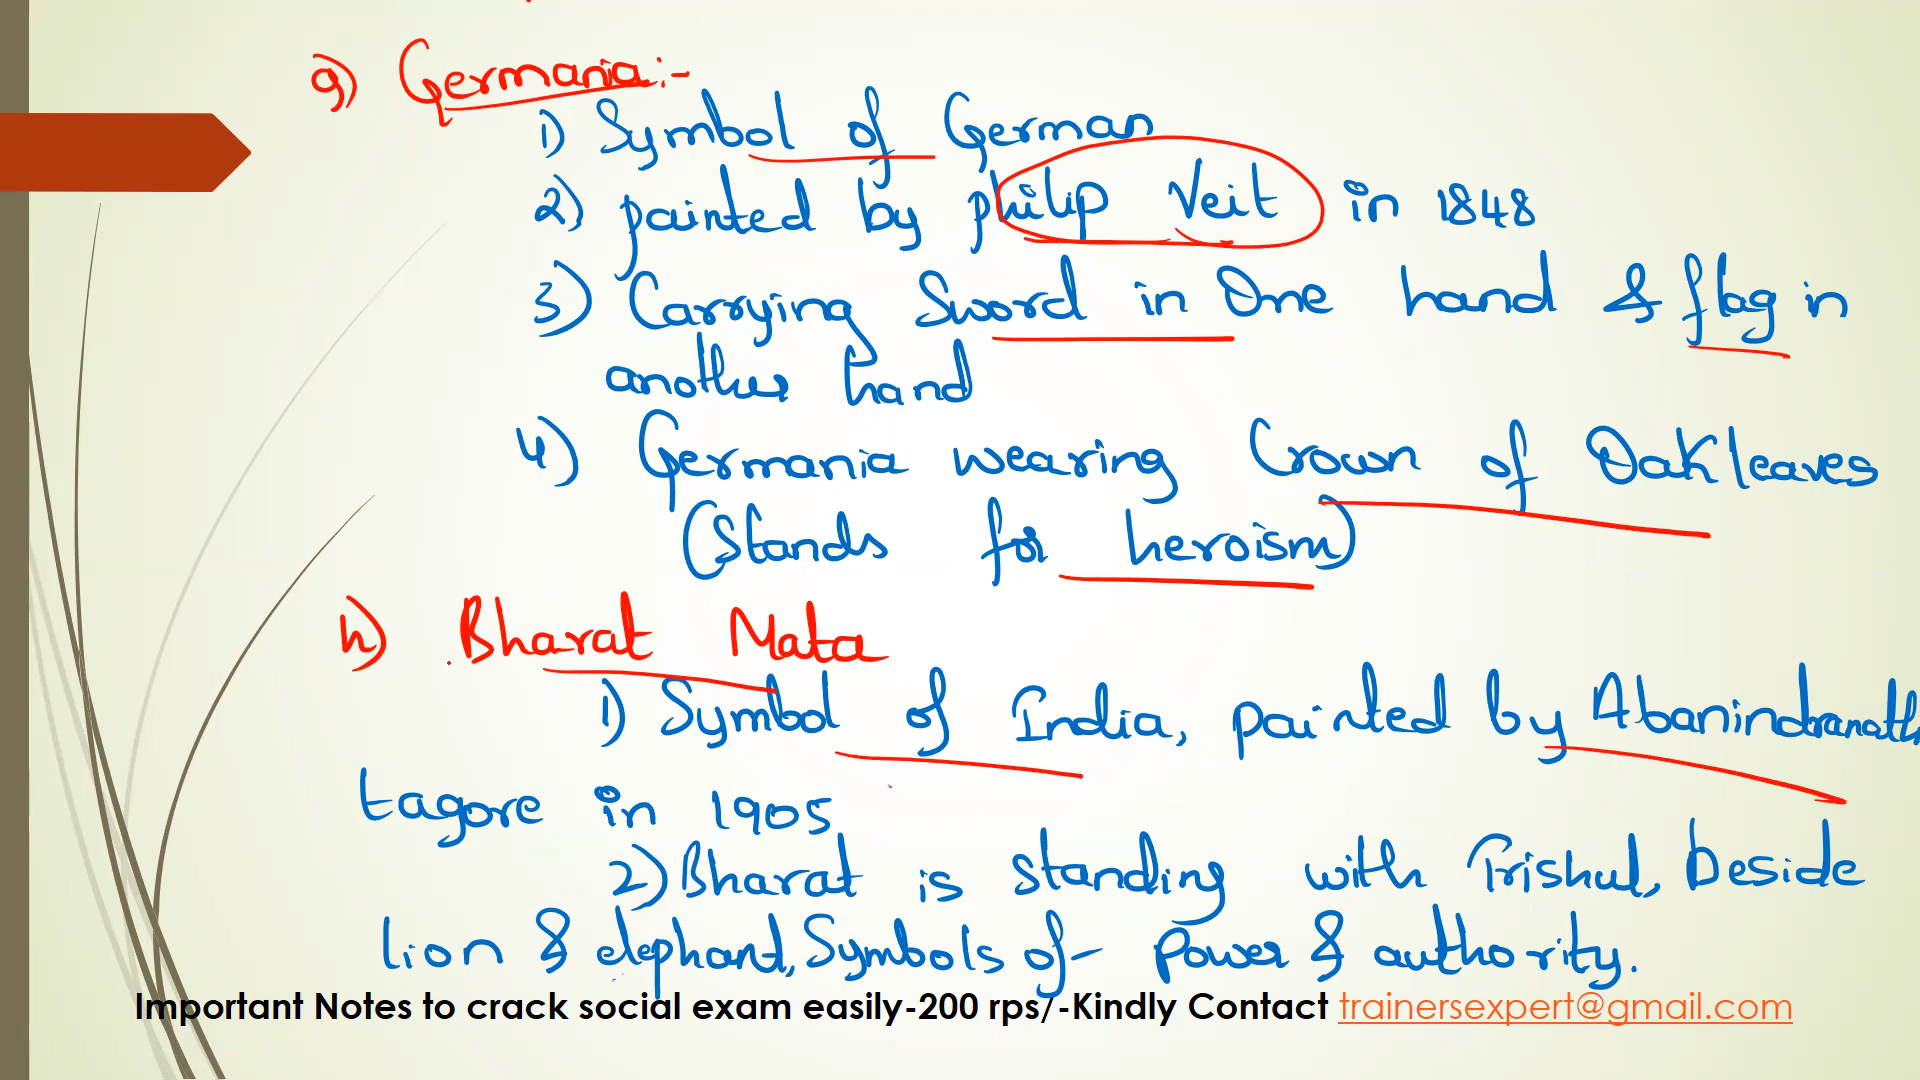 g) Germania:-
1) Symbol of German
2) painted by philip Veit in 1848
3) Carrying Sword in One hand & flag in
another hand
4) Germania wearing Crown of Oak leaves
(Stands for heroism)
h) Bharat Mata
1) Symbol of India, painted by Abanindranath
tagore in 1905
2) Bharat is standing with Trishul, beside
lion & elephant, Symbols of- power & authority.
Important Notes to crack social exam easily-200 rps/-Kindly Contact trainersexpert@gmail.com